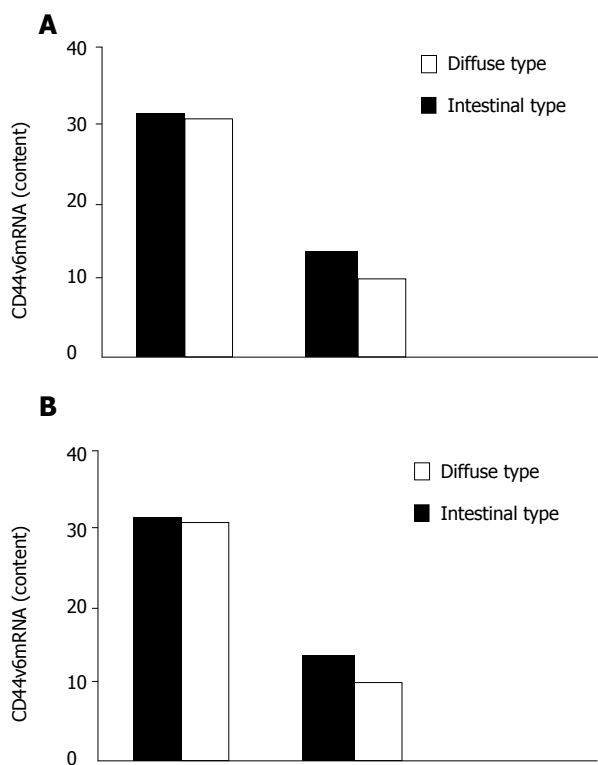 A
40
30
20
10
0
CD44v6mRNA (content)
Diffuse type
Intestinal type
B
40
30
20
10
0
CD44v6mRNA (content)
Diffuse type
Intestinal type